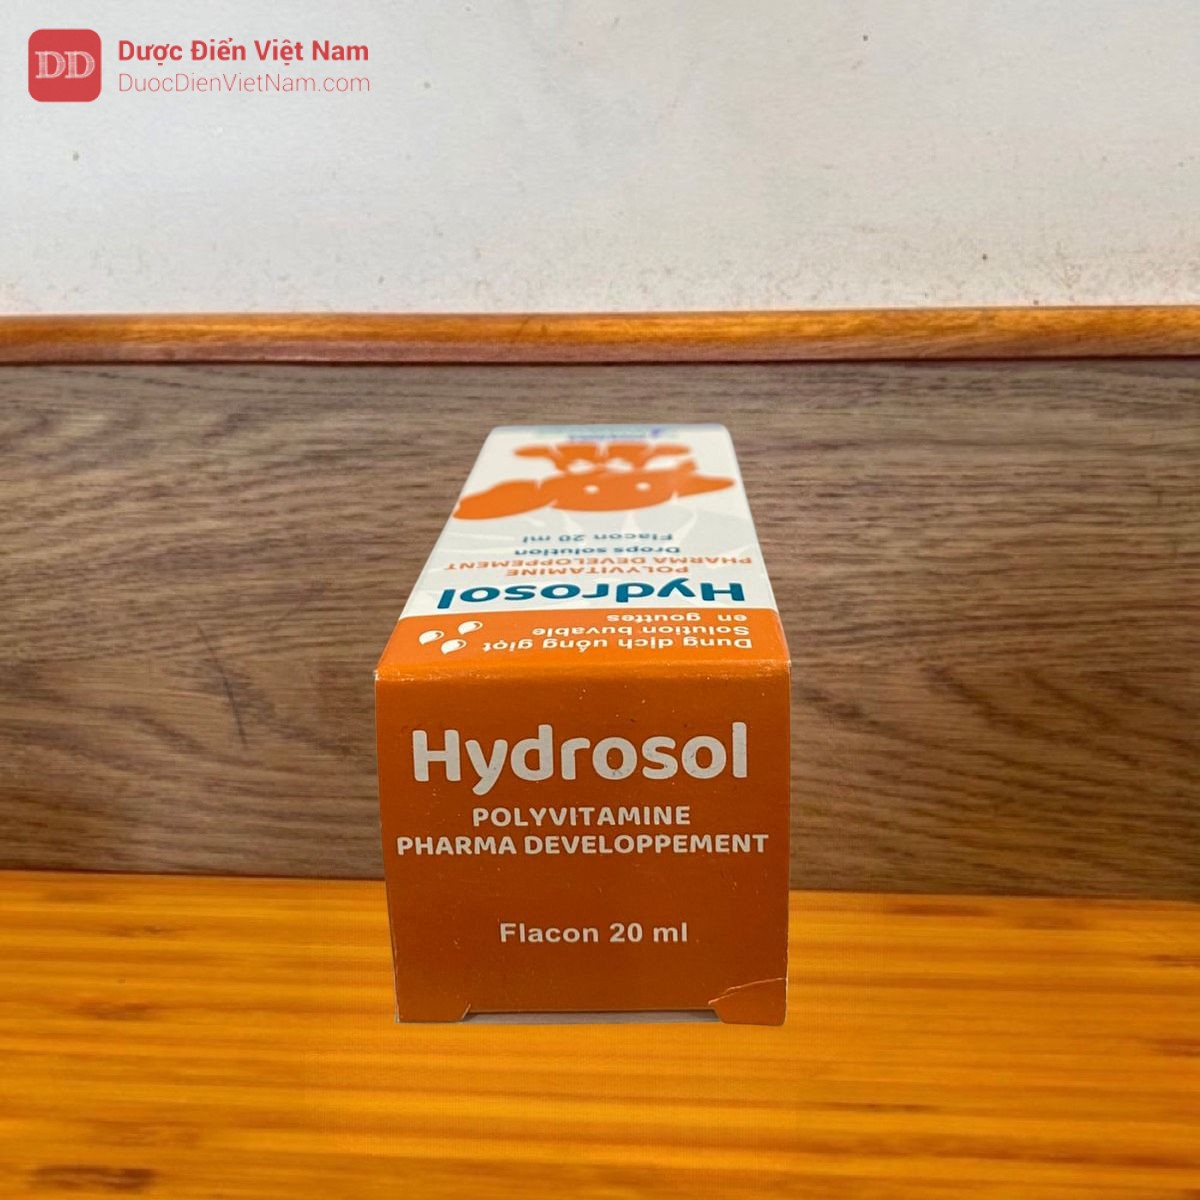 DD
Dược Điển Việt Nam
DuocDienVietNam.com
Flacon 20 ml
Drops solution
PHARMA DEVELOPPEMENT
POLYVITAMINE
Hydrosol
en gouttes
Solution buvable
Dung dịch uống giọt
Hydrosol
POLYVITAMINE
PHARMA DEVELOPPEMENT
Flacon 20 ml